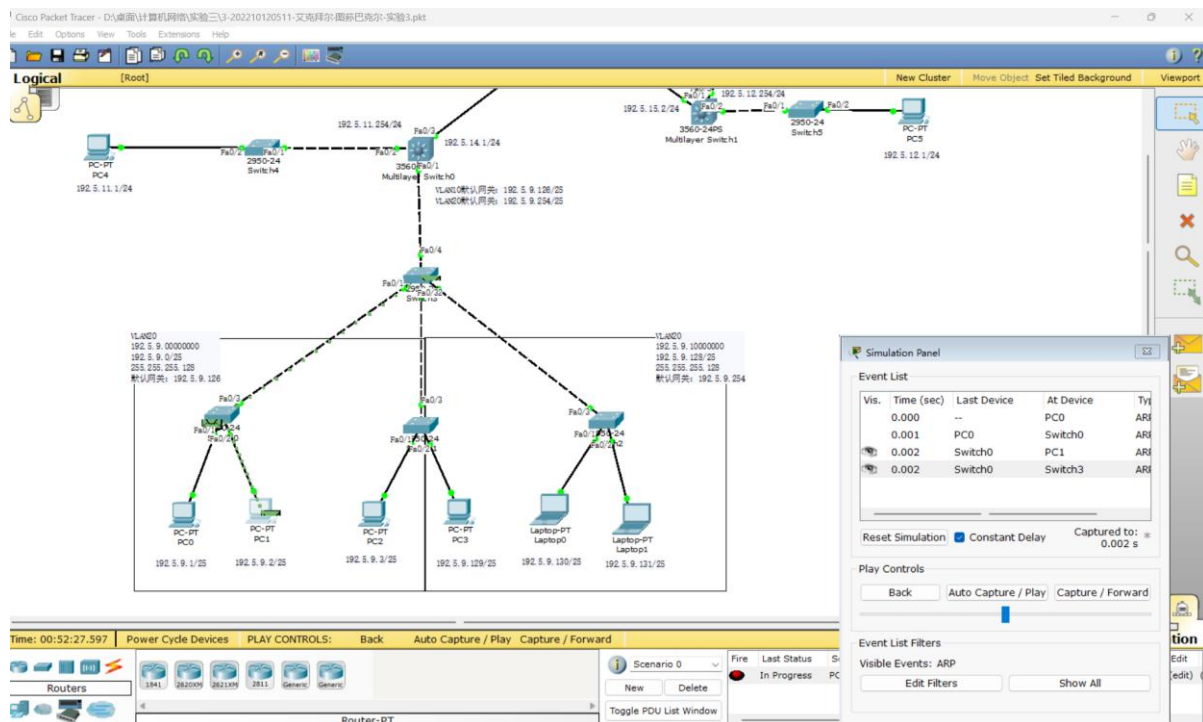 Cisco Packet Tracer - D:\桌面\计算机网络\实验三\3-202210120511-艾克拜尔·图荪巴克尔-实验3.pkt
Edit Options View Tools Extensions Help
Logical [Root] New Cluster Move Object Set Tiled Background Viewport
192.5.11.254/24
Fa0/3
192.5.14.1/24
PC-PT
PC4
192.5.11.1/24
Fa0/2 Fa0/1
2950-24
Switch4
Fa0/2
Fa0/1
Multilayer Switch0
VLAN10默认网关: 192.5.9.126/25
VLAN20默认网关: 192.5.9.254/25
192.5.15.2/24
Fa0/1
192.5.12.254/24
Fa0/2
3560-24PS
Multilayer Switch1
Fa0/1 Fa0/2
2950-24
Switch5
PC-PT
PC5
192.5.12.1/24
Fa0/4
VLAN20
192.5.9.00000000
192.5.9.0/25
255.255.255.128
默认网关: 192.5.9.126
VLAN20
192.5.9.10000000
192.5.9.128/25
255.255.255.128
默认网关: 192.5.9.254
Fa0/3
Fa0/3
Fa0/3
PC-PT
PC0
192.5.9.1/25
PC-PT
PC1
192.5.9.2/25
PC-PT
PC2
192.5.9.3/25
PC-PT
PC3
192.5.9.129/25
Laptop-PT
Laptop0
192.5.9.130/25
Laptop-PT
Laptop1
192.5.9.131/25
Simulation Panel
Event List
Vis. Time (sec) Last Device At Device
0.000 -- PC0
0.001 PC0 Switch0
0.002 Switch0 PC1
0.002 Switch0 Switch3
Reset Simulation Constant Delay Captured to:
0.002 s
Play Controls
Back Auto Capture / Play Capture / Forward
Event List Filters
Visible Events: ARP
Edit Filters Show All
Time: 00:52:27.597 Power Cycle Devices PLAY CONTROLS: Back Auto Capture / Play Capture / Forward
Routers
1841 2620XM 2621XM 2811 Generic Generic
Router-PT
Scenario 0
New Delete
Toggle PDU List Window
Fire Last Status
In Progress
Edit